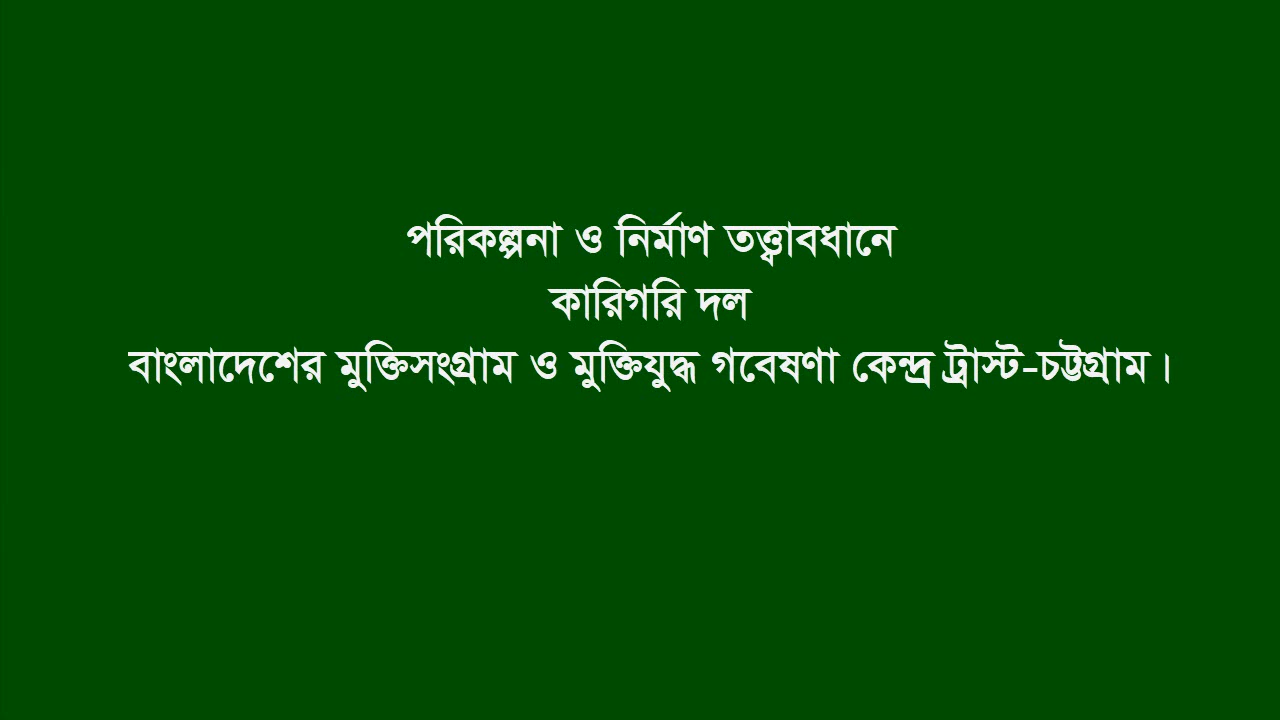 পরিকল্পনা ও নির্মাণ তত্ত্বাবধানে
কারিগরি দল
বাংলাদেশের মুক্তিসংগ্রাম ও মুক্তিযুদ্ধ গবেষণা কেন্দ্র ট্রাস্ট-চট্টগ্রাম।